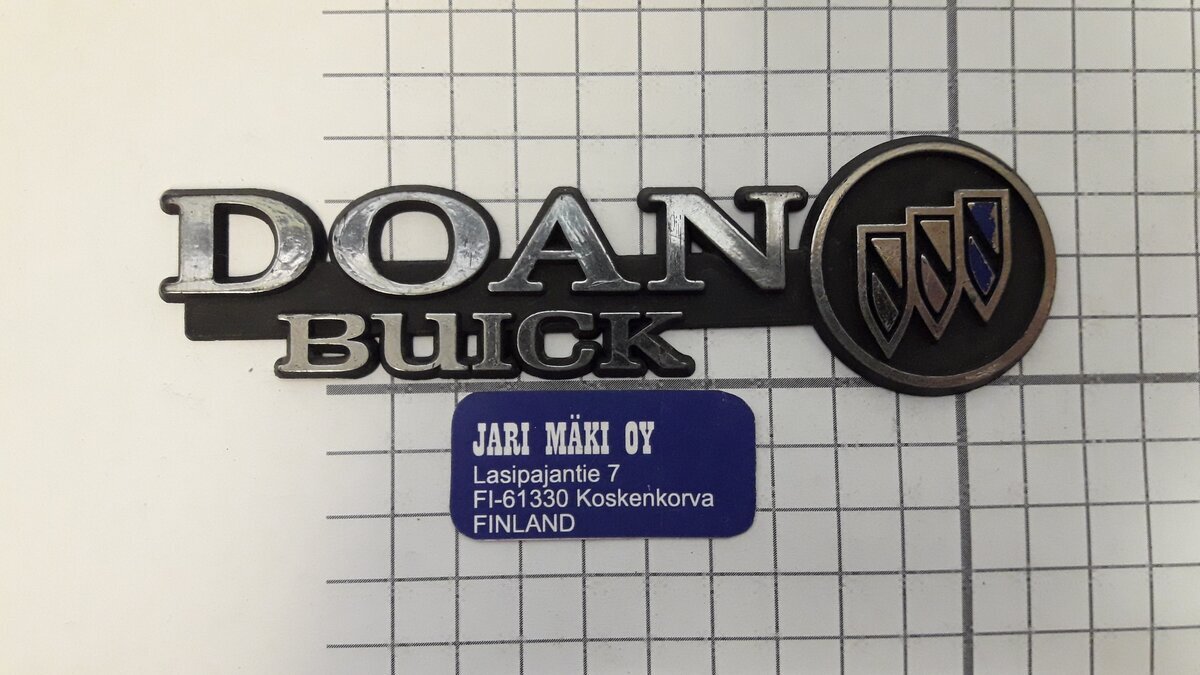 DOAN
BUICK
JARI MÄKI OY
Lasipajantie 7
FI-61330 Koskenkorva
FINLAND